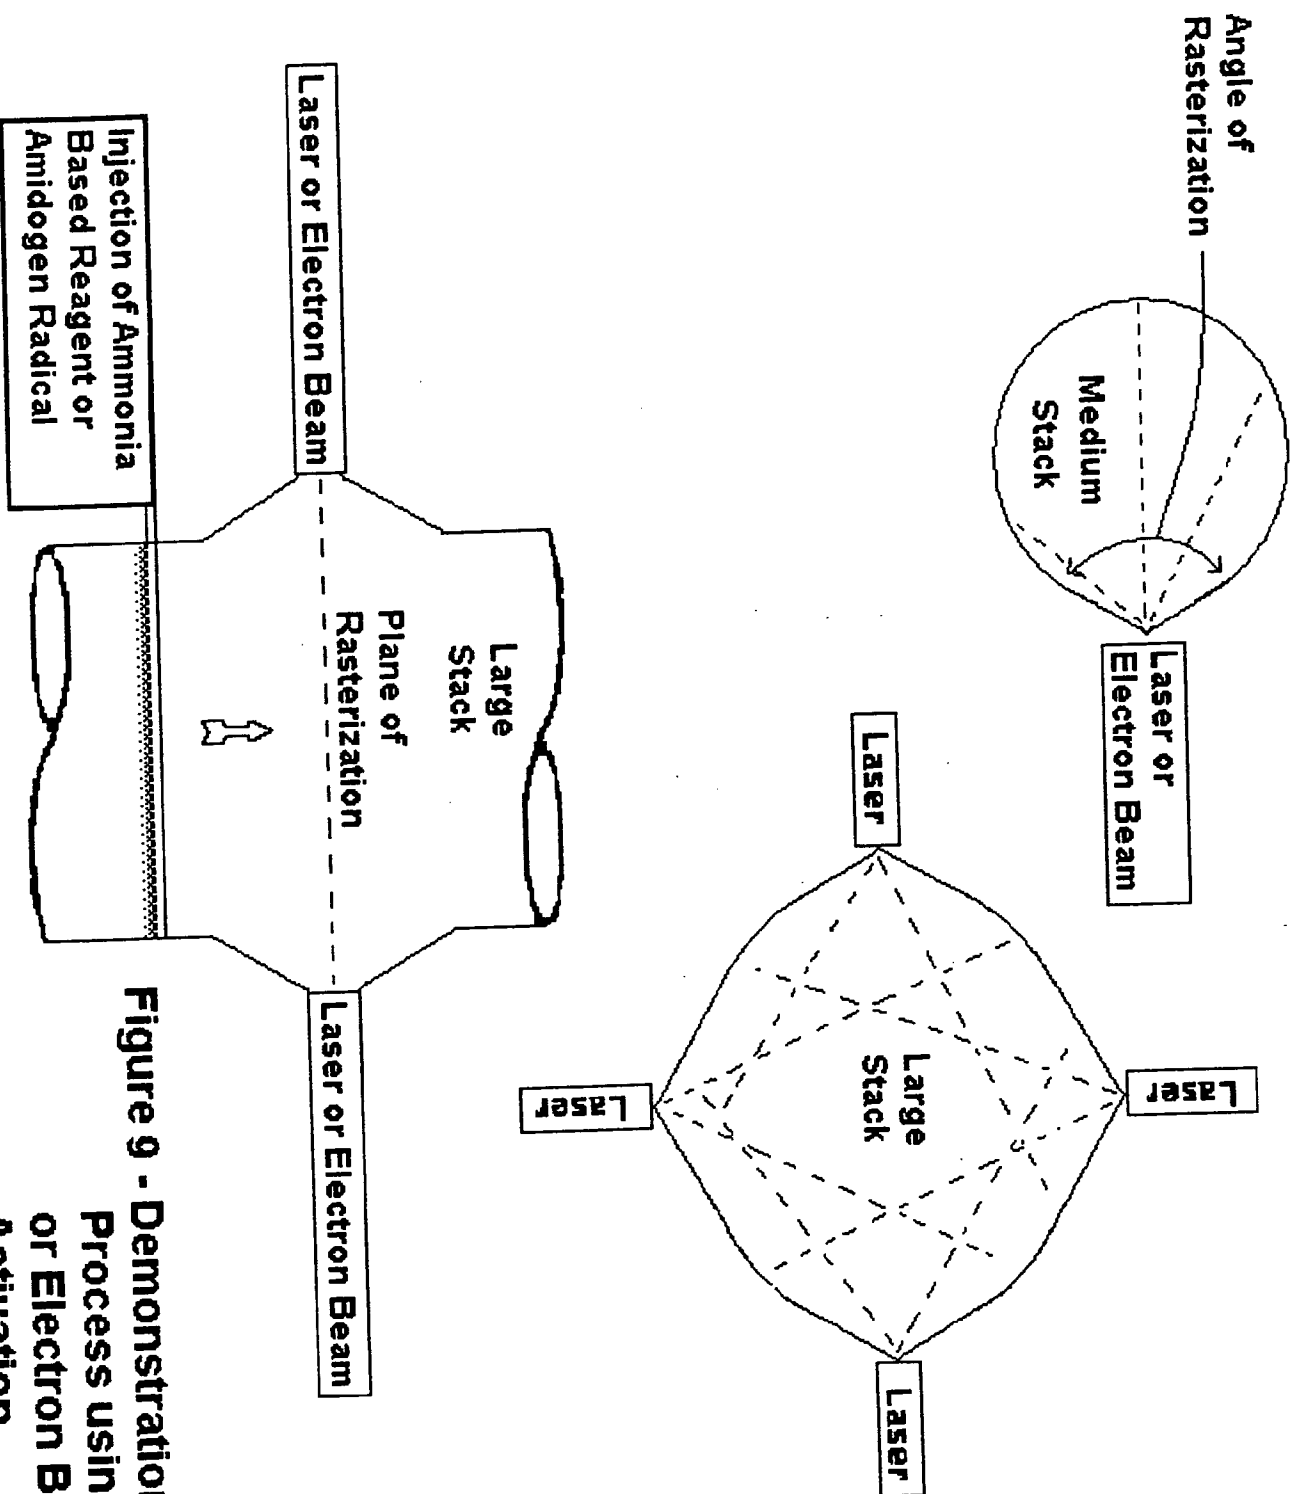 Angle of
Rasterization
Medium
Stack
Laser or
Electron Beam
Laser
Laser
Large
Stack
Laser
Laser
Large
Stack
Plane of
Rasterization
Laser or Electron Beam
Laser or Electron Beam
Injection of Ammonia
Based Reagent or
Amidogen Radical
Figure 9 - Demonstration
Process usin
or Electron B